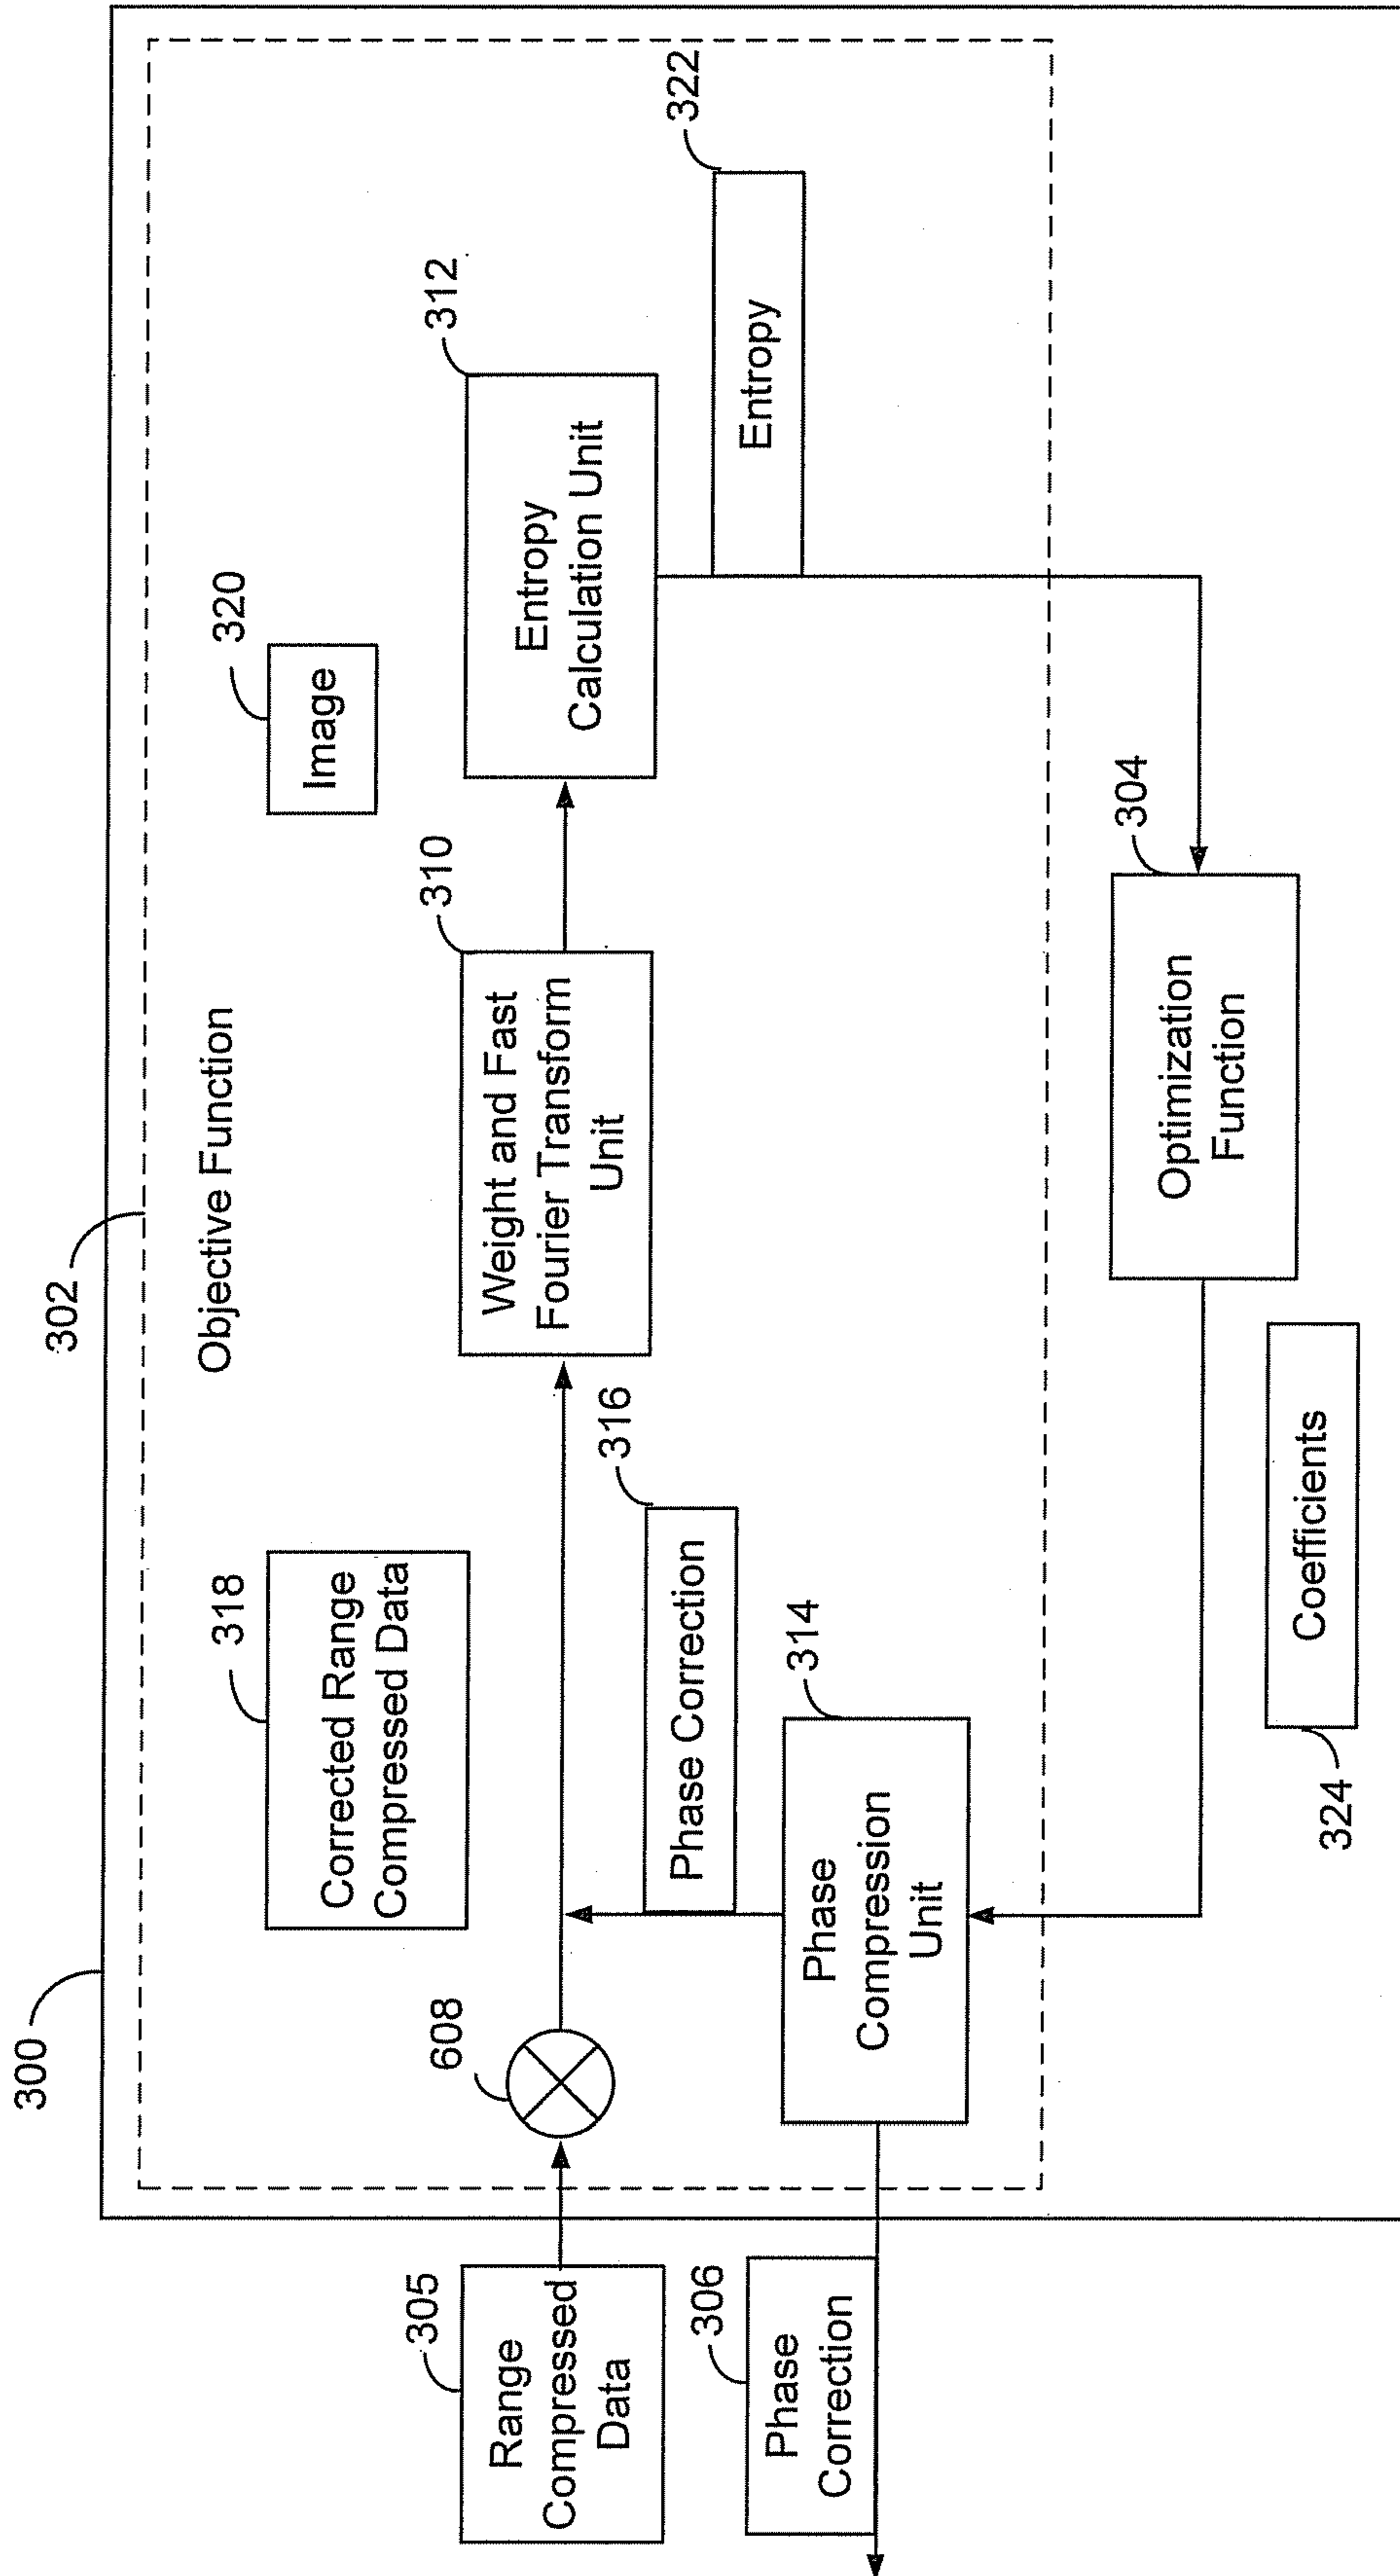 300
302
Objective Function
318
Corrected Range
Compressed Data
320
Image
305
Range
Compressed
Data
608
310
Weight and Fast
Fourier Transform
Unit
312
Entropy
Calculation Unit
316
Phase Correction
322
Entropy
306
Phase
Correction
314
Phase
Compression
Unit
304
Optimization
Function
324
Coefficients